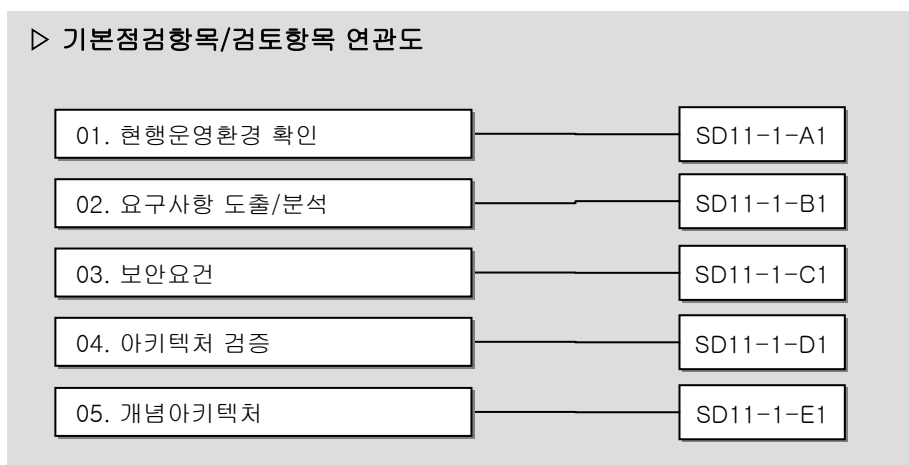 ▷ 기본점검항목/검토항목 연관도
01. 현행운영환경 확인
SD11-1-A1
02. 요구사항 도출/분석
SD11-1-B1
03. 보안요건
SD11-1-C1
04. 아키텍처 검증
SD11-1-D1
05. 개념아키텍처
SD11-1-E1